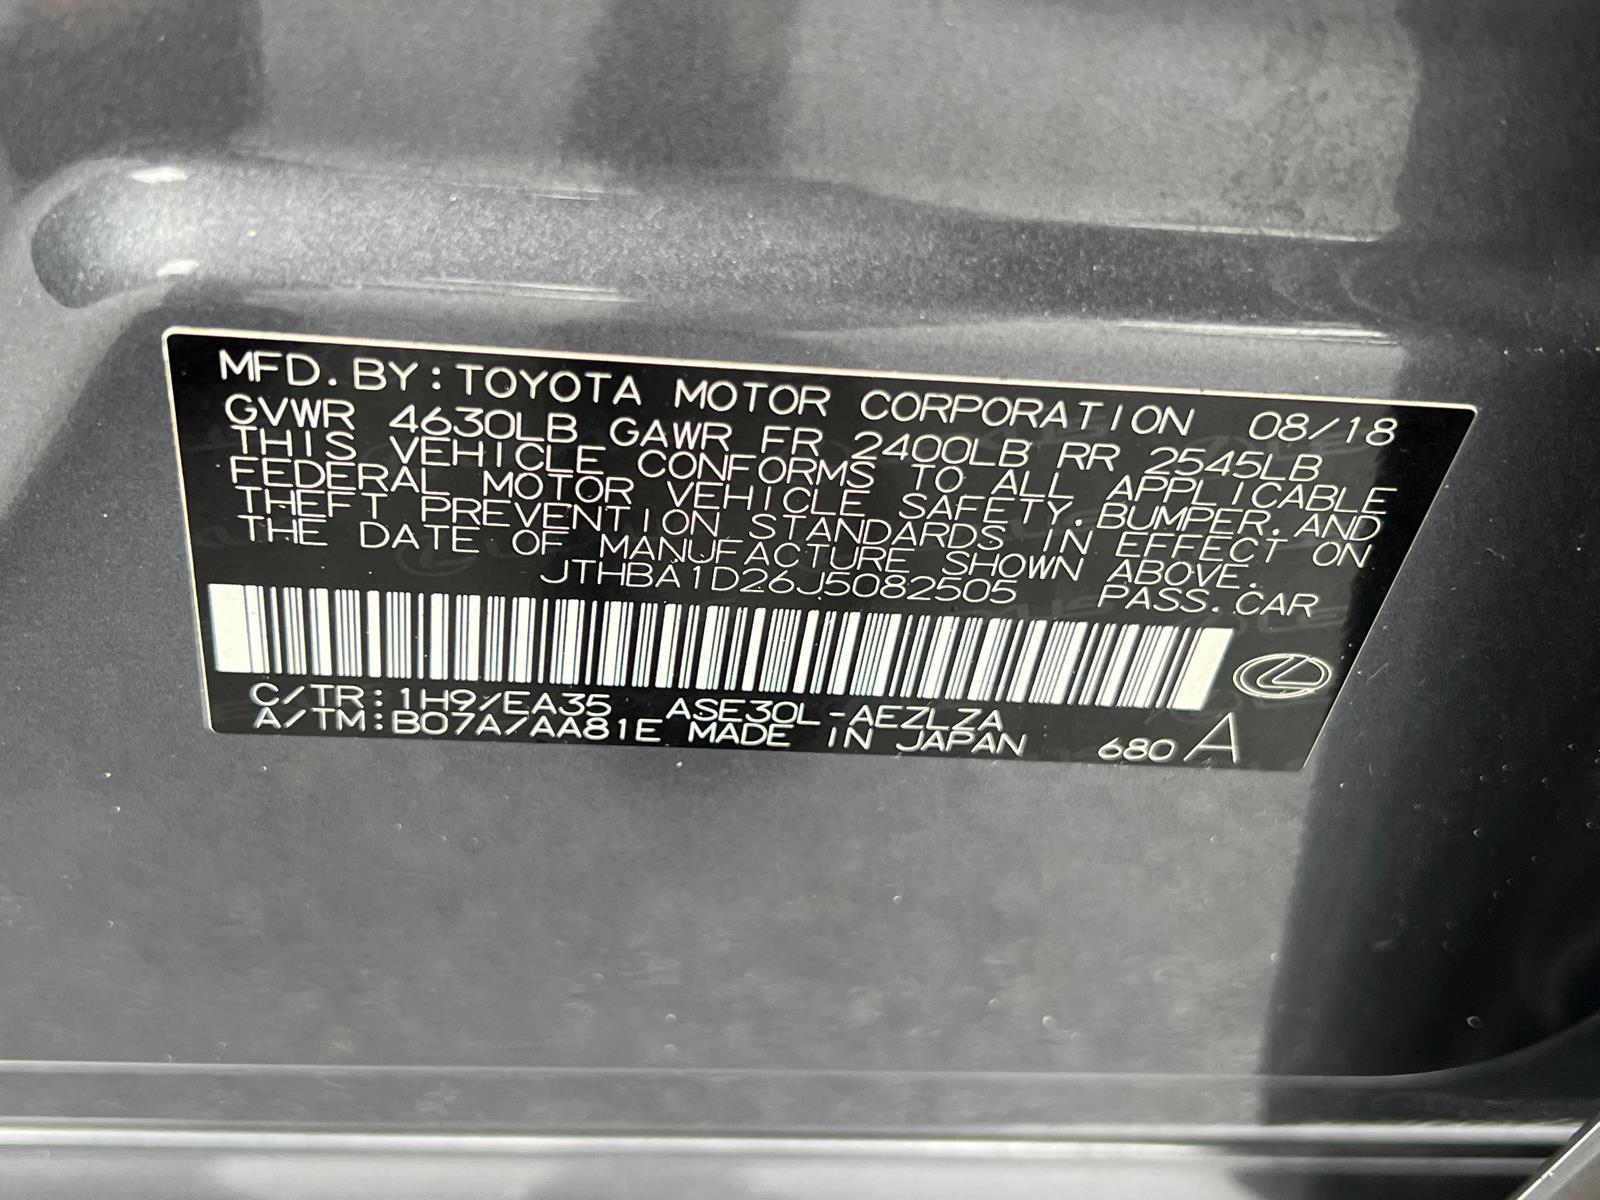 MFD. BY: TOYOTA MOTOR CORPORATION 08/18
GVWR 4630LB GAWR FR 2400LB RR 2545LB
THIS VEHICLE CONFORMS TO ALL APPLICABLE
FEDERAL MOTOR VEHICLE SAFETY, BUMPER, AND
THEFT PREVENTION STANDARDS IN EFFECT ON
THE DATE OF MANUFACTURE SHOWN ABOVE.
JTHBA1D26J5082505 PASS. CAR
C/TR: 1H9/EA35 ASE30L-AEZLZA
A/TM: B07A/AA81E MADE IN JAPAN 680 A